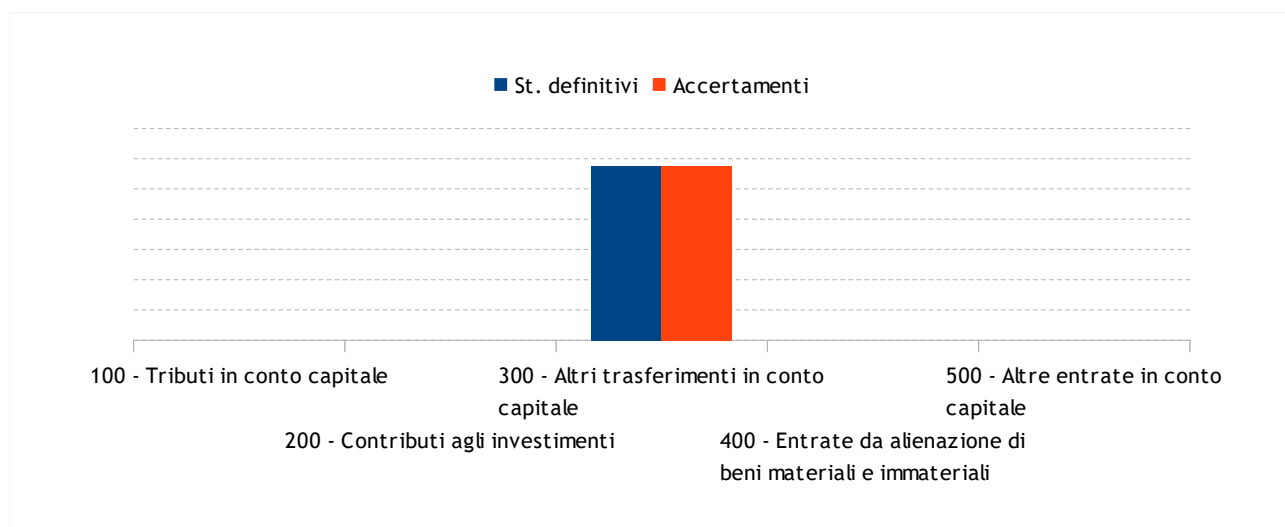 St. definitivi Accertamenti
100 - Tributi in conto capitale
200 - Contributi agli investimenti
300 - Altri trasferimenti in conto
capitale
400 - Entrate da alienazione di
beni materiali e immateriali
500 - Altre entrate in conto
capitale